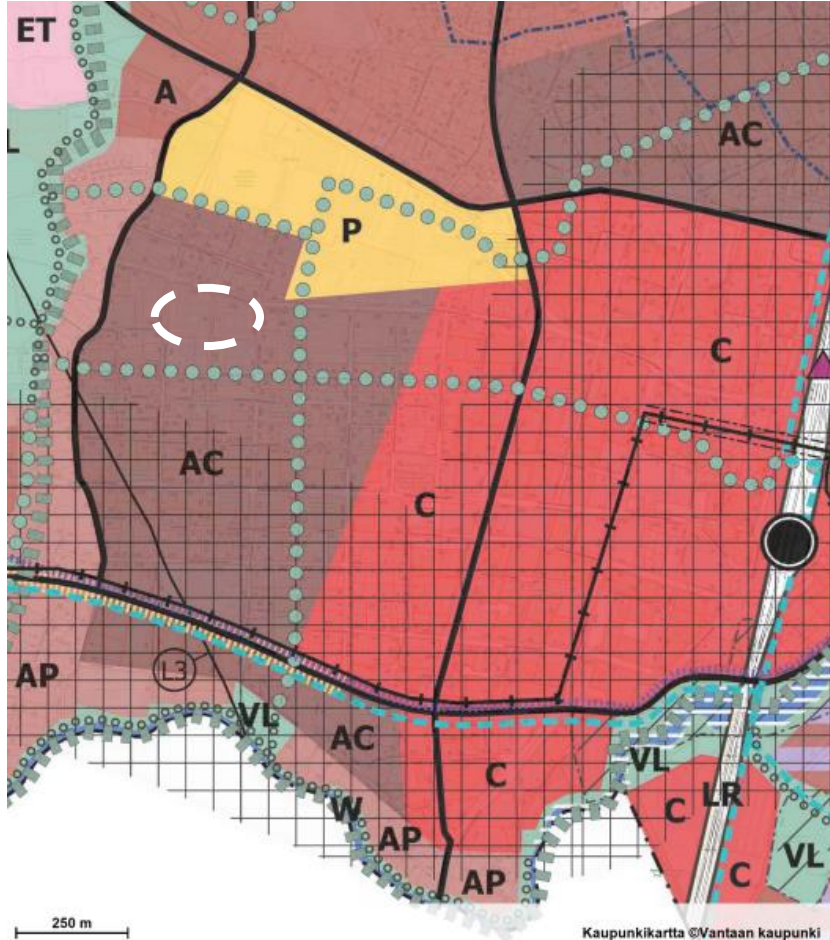 ET
A
L
AC
P
C
AC
C
L3
AP
VL
AC
C
VL
W
AP
C
LR
AP
C
VL
250 m
Kaupunkikartta ©Vantaan kaupunki